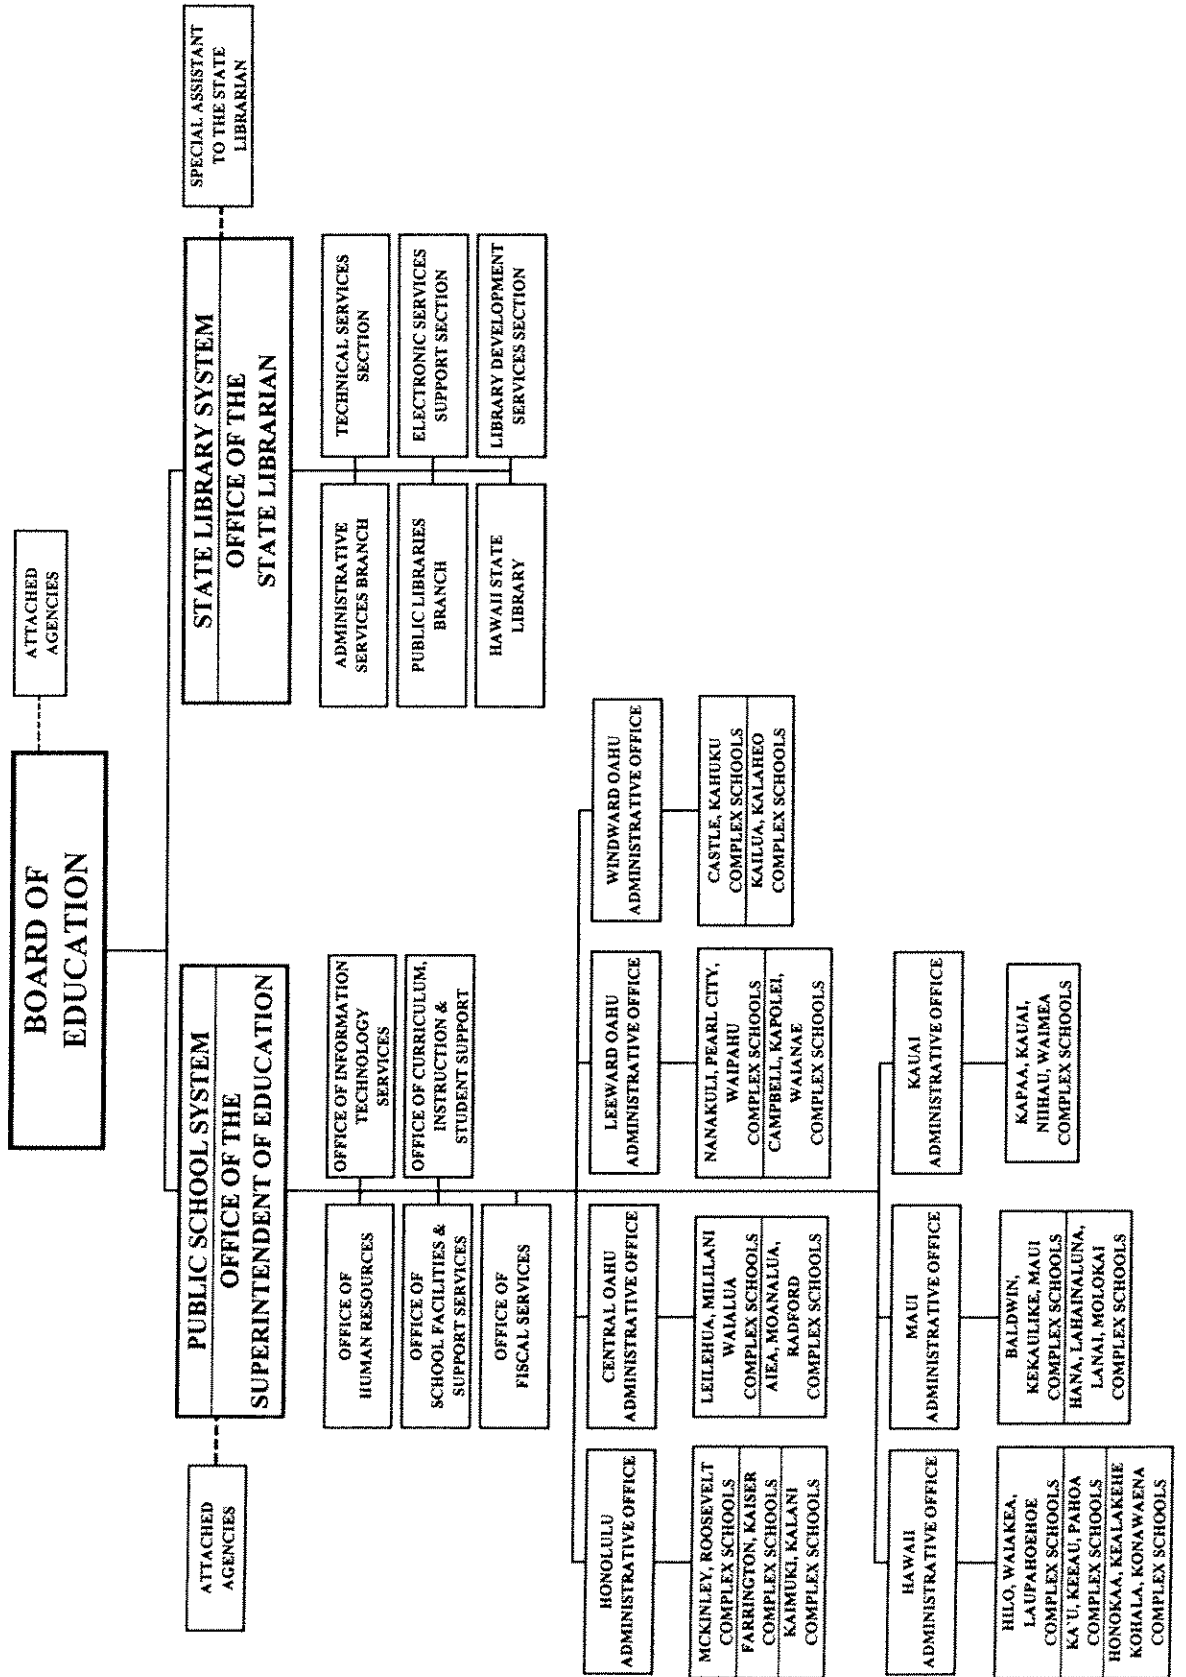 BOARD OF
EDUCATION
ATTACHED
AGENCIES
ATTACHED
AGENCIES
PUBLIC SCHOOL SYSTEM
OFFICE OF THE
SUPERINTENDENT OF EDUCATION
STATE LIBRARY SYSTEM
OFFICE OF THE
STATE LIBRARIAN
SPECIAL ASSISTANT
TO THE STATE
LIBRARIAN
OFFICE OF
HUMAN RESOURCES
OFFICE OF INFORMATION
TECHNOLOGY
SERVICES
OFFICE OF
SCHOOL FACILITIES &
SUPPORT SERVICES
OFFICE OF CURRICULUM,
INSTRUCTION &
STUDENT SUPPORT
OFFICE OF
FISCAL SERVICES
ADMINISTRATIVE
SERVICES BRANCH
TECHNICAL SERVICES
SECTION
PUBLIC LIBRARIES
BRANCH
ELECTRONIC SERVICES
SUPPORT SECTION
HAWAII STATE
LIBRARY
LIBRARY DEVELOPMENT
SERVICES SECTION
HONOLULU
ADMINISTRATIVE OFFICE
CENTRAL OAHU
ADMINISTRATIVE OFFICE
LEEWARD OAHU
ADMINISTRATIVE OFFICE
WINDWARD OAHU
ADMINISTRATIVE OFFICE
MCKINLEY, ROOSEVELT
COMPLEX SCHOOLS
FARRINGTON, KAISER
COMPLEX SCHOOLS
KAIMUKI, KALANI
COMPLEX SCHOOLS
LEILEHUA, MILILANI
WAIALUA
COMPLEX SCHOOLS
AIEA, MOANALUA,
RADFORD
COMPLEX SCHOOLS
NANAKULI, PEARL CITY,
WAIPAHU
COMPLEX SCHOOLS
CAMPBELL, KAPOLEI,
WAIANAE
COMPLEX SCHOOLS
CASTLE, KAHUKU
COMPLEX SCHOOLS
KAILUA, KALAHEO
COMPLEX SCHOOLS
HAWAII
ADMINISTRATIVE OFFICE
MAUI
ADMINISTRATIVE OFFICE
KAUAI
ADMINISTRATIVE OFFICE
HILO, WAIAKEA,
LAUPAHOEHOE
COMPLEX SCHOOLS
KA`U, KEEAU, PAHOA
COMPLEX SCHOOLS
HONOKAA, KEALAKEHE
KOHALA, KONAWAENA
COMPLEX SCHOOLS
BALDWIN,
KEKAULIKE, MAUI
COMPLEX SCHOOLS
HANA, LAHAINALUNA,
LANAI, MOLOKAI
COMPLEX SCHOOLS
KAPAA, KAUAI,
NIIHAU, WAIMEA
COMPLEX SCHOOLS